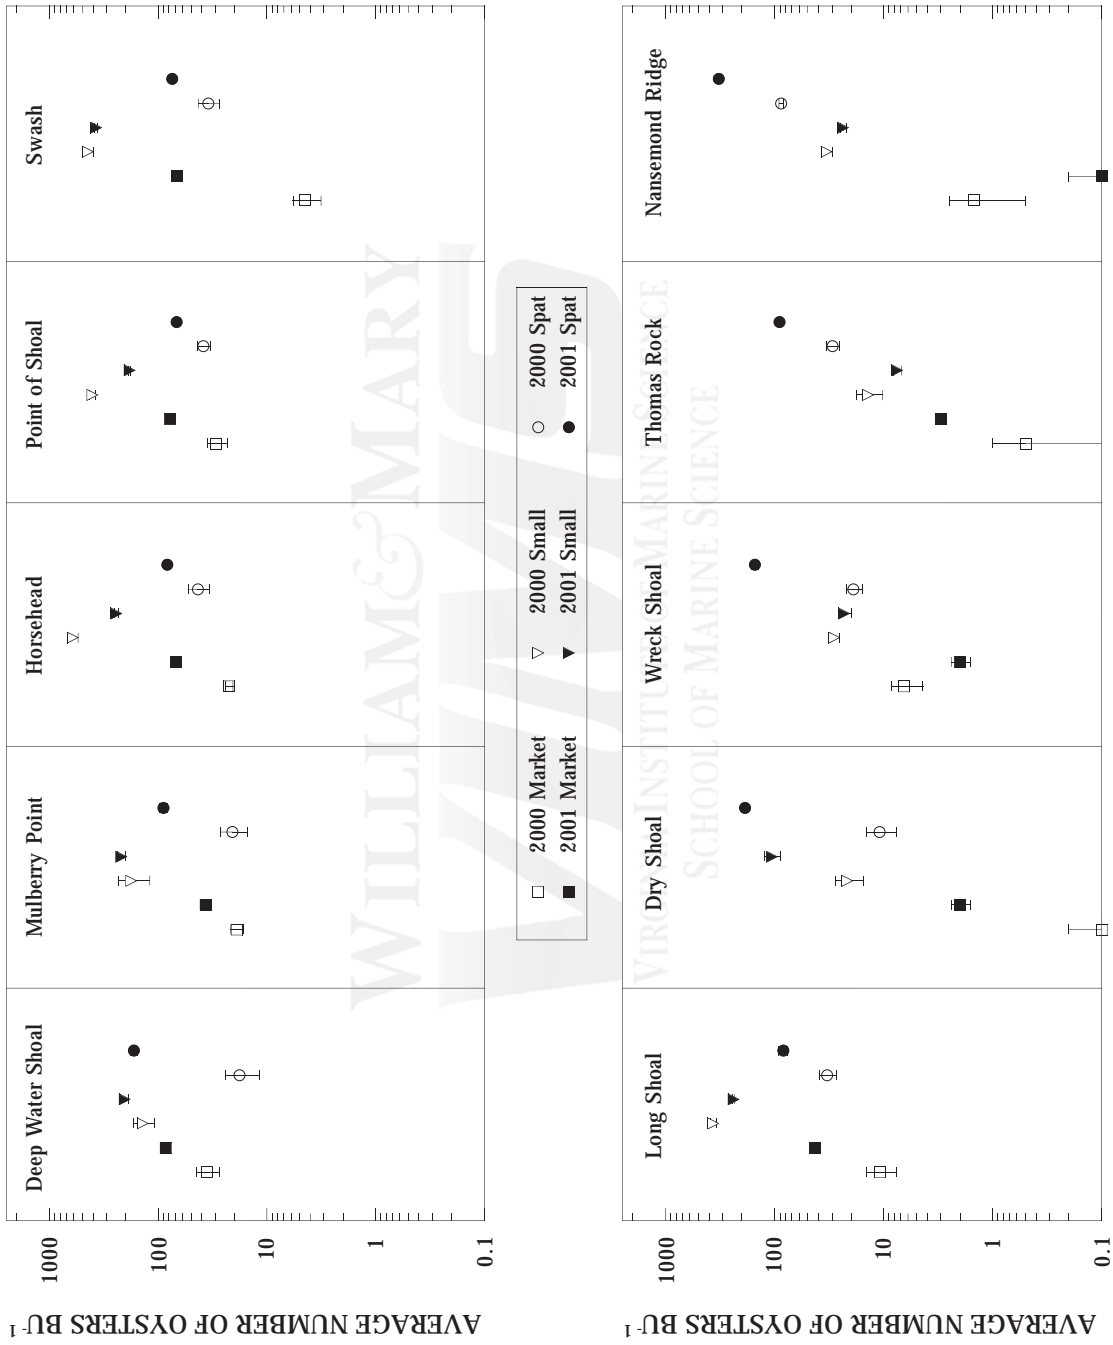 AVERAGE NUMBER OF OYSTERS BU⁻¹
1000
100
10
1
0.1
Deep Water Shoal
Mulberry Point
Horsehead
Point of Shoal
Swash
2000 Market
2000 Small
2000 Spat
2001 Market
2001 Small
2001 Spat
AVERAGE NUMBER OF OYSTERS BU⁻¹
1000
100
10
1
0.1
Long Shoal
Dry Shoal
Wreck Shoal
Thomas Rock
Nansemond Ridge
WILLIAM & MARY
VIMS
VIRGINIA INSTITUTE OF MARINE SCIENCE
SCHOOL OF MARINE SCIENCE